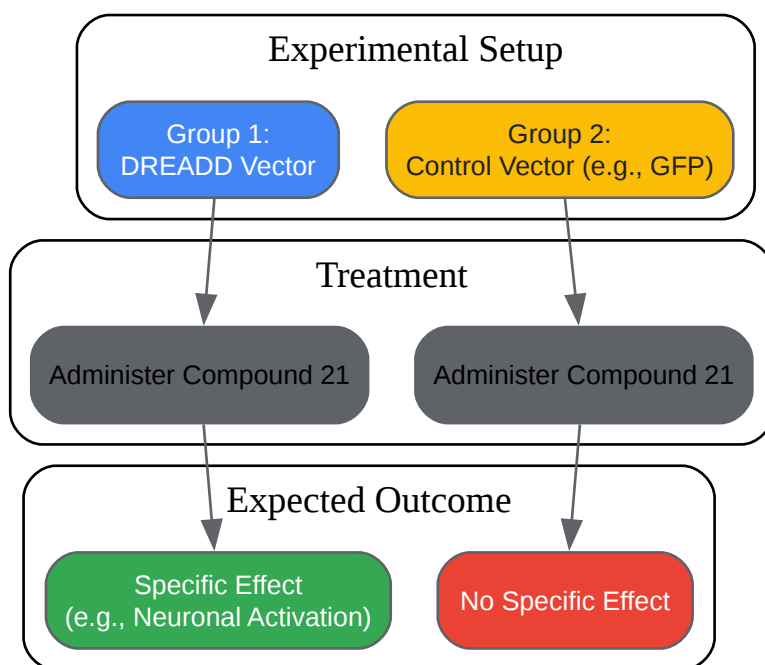 Experimental Setup
Group 1:
DREADD Vector
Group 2:
Control Vector (e.g., GFP)
Treatment
Administer Compound 21
Administer Compound 21
Expected Outcome
Specific Effect
(e.g., Neuronal Activation)
No Specific Effect